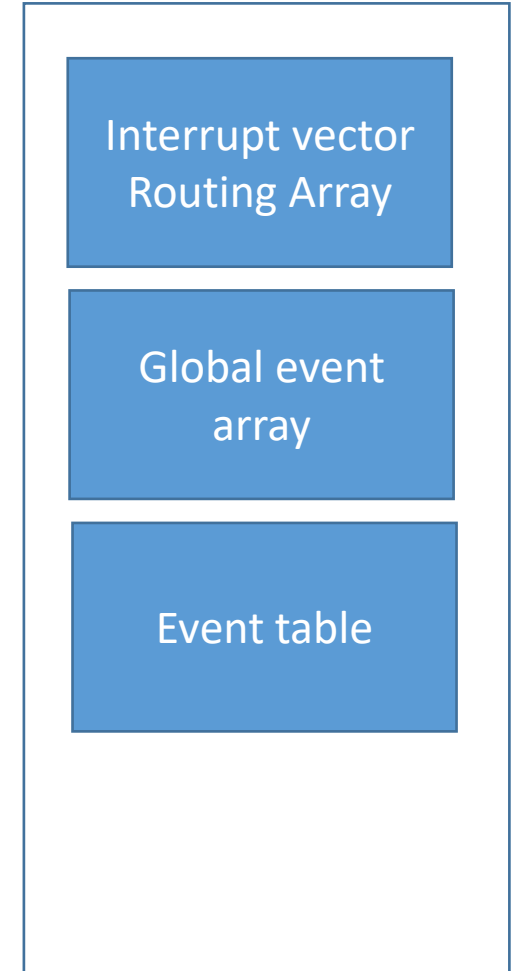 Interrupt vector
Routing Array
Global event
array
Event table